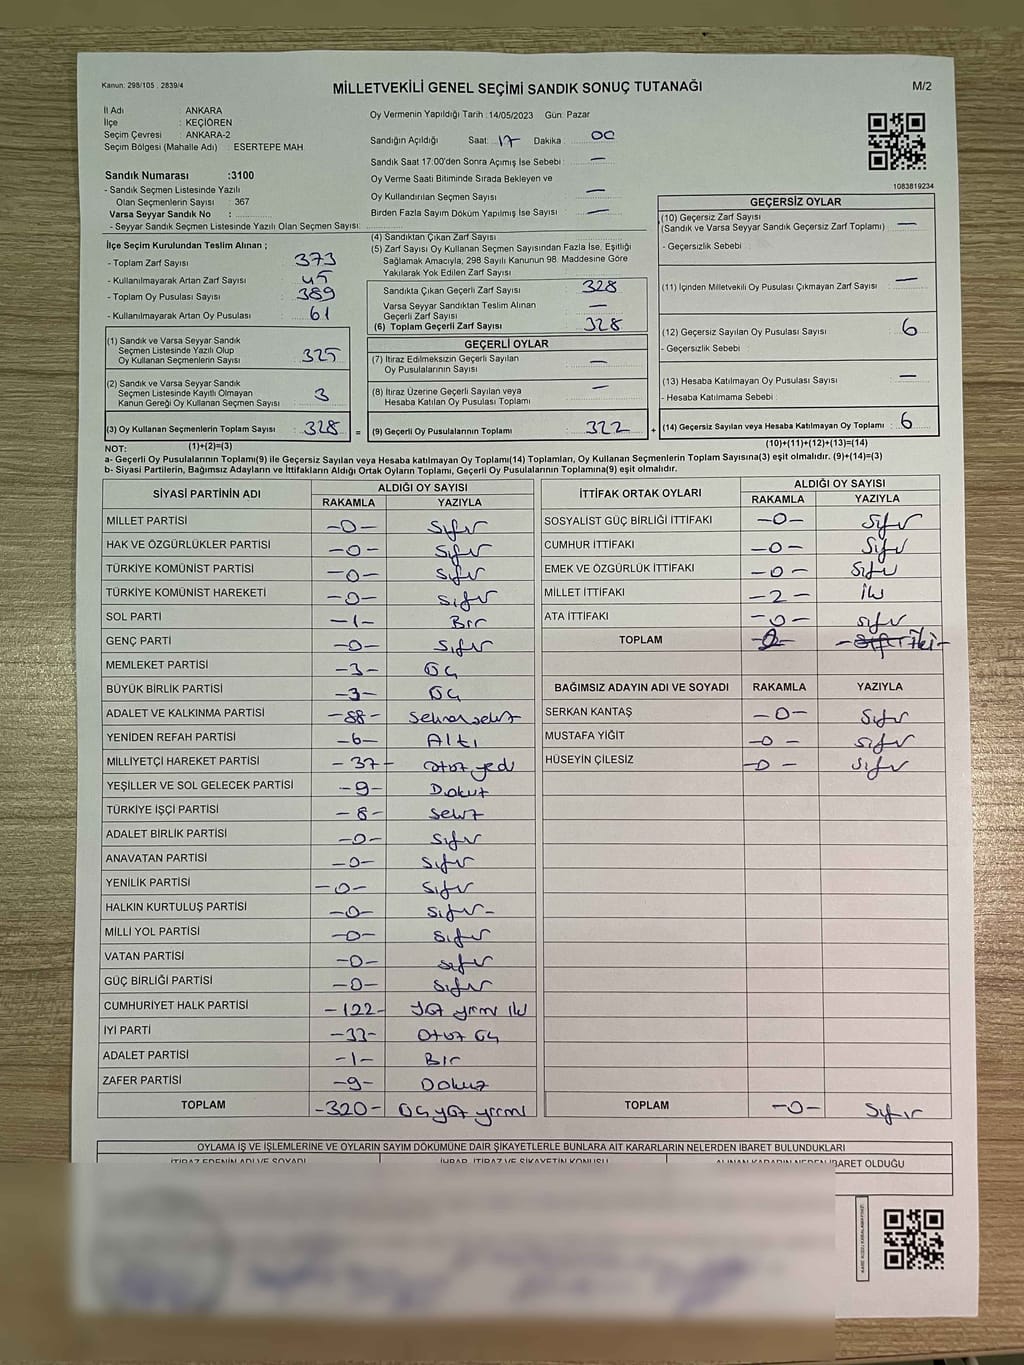 Kanun: 298/105 2839/4
MİLLETVEKİLİ GENEL SEÇİMİ SANDIK SONUÇ TUTANAĞI
M/2
İl Adı ANKARA
İlçe : KEÇİÖREN
Seçim Çevresi : ANKARA-2
Seçim Bölgesi (Mahalle Adı) : ESERTEPE MAH.
Oy Vermenin Yapıldığı Tarih : 14/05/2023 Gün: Pazar
Sandığın Açıldığı Saat: 17 Dakika : 00
Sandık Saat 17:00'den Sonra Açımış İse Sebebi : —
Oy Verme Saati Bitiminde Sırada Bekleyen ve
Oy Kullandırılan Seçmen Sayısı : —
Birden Fazla Sayım Döküm Yapılmış İse Sayısı : —
1083819234
Sandık Numarası :3100
- Sandık Seçmen Listesinde Yazılı
Olan Seçmenlerin Sayısı : 367
Varsa Seyyar Sandık No :
- Seyyar Sandık Seçmen Listesinde Yazılı Olan Seçmen Sayısı:
İlçe Seçim Kurulundan Teslim Alınan ;
- Toplam Zarf Sayısı : 373
- Kullanılmayarak Artan Zarf Sayısı : 45
- Toplam Oy Pusulası Sayısı : 389
- Kullanılmayarak Artan Oy Pusulası : 61
(1) Sandık ve Varsa Seyyar Sandık
Seçmen Listesinde Yazılı Olup
Oy Kullanan Seçmenlerin Sayısı : 325
(2) Sandık ve Varsa Seyyar Sandık
Seçmen Listesinde Kayıtlı Olmayan
Kanun Gereği Oy Kullanan Seçmen Sayısı : 3
(3) Oy Kullanan Seçmenlerin Toplam Sayısı : 328 =
(4) Sandıktan Çıkan Zarf Sayısı :
(5) Zarf Sayısı Oy Kullanan Seçmen Sayısından Fazla İse, Eşitliği
Sağlamak Amacıyla, 298 Sayılı Kanunun 98. Maddesine Göre
Yakılarak Yok Edilen Zarf Sayısı :
Sandıkta Çıkan Geçerli Zarf Sayısı : 328
Varsa Seyyar Sandıktan Teslim Alınan
Geçerli Zarf Sayısı : —
(6) Toplam Geçerli Zarf Sayısı : 328
GEÇERLİ OYLAR
(7) İtiraz Edilmeksizin Geçerli Sayılan
Oy Pusulalarının Sayısı : —
(8) İtiraz Üzerine Geçerli Sayılan veya
Hesaba Katılan Oy Pusulası Toplamı : —
(9) Geçerli Oy Pusulalarının Toplamı : 322 +
GEÇERSİZ OYLAR
(10) Geçersiz Zarf Sayısı
(Sandık ve Varsa Seyyar Sandık Geçersiz Zarf Toplamı) : —
- Geçersizlik Sebebi :
(11) İçinden Milletvekili Oy Pusulası Çıkmayan Zarf Sayısı : —
(12) Geçersiz Sayılan Oy Pusulası Sayısı : 6
- Geçersizlik Sebebi :
(13) Hesaba Katılmayan Oy Pusulası Sayısı : —
- Hesaba Katılmama Sebebi :
(14) Geçersiz Sayılan veya Hesaba Katılmayan Oy Toplamı : 6
NOT: (1)+(2)=(3) (10)+(11)+(12)+(13)=(14)
a- Geçerli Oy Pusulalarının Toplamı(9) ile Geçersiz Sayılan veya Hesaba katılmayan Oy Toplamı(14) Toplamları, Oy Kullanan Seçmenlerin Toplam Sayısına(3) eşit olmalıdır. (9)+(14)=(3)
b- Siyasi Partilerin, Bağımsız Adayların ve İttifakların Aldığı Ortak Oyların Toplamı, Geçerli Oy Pusulalarının Toplamına(9) eşit olmalıdır.
SİYASİ PARTİNİN ADI ALDIĞI OY SAYISI
RAKAMLA YAZIYLA
MİLLET PARTİSİ -0- Sıfır
HAK VE ÖZGÜRLÜKLER PARTİSİ -0- Sıfır
TÜRKİYE KOMÜNİST PARTİSİ -0- Sıfır
TÜRKİYE KOMÜNİST HAREKETİ -0- Sıfır
SOL PARTİ -1- Bir
GENÇ PARTİ -0- Sıfır
MEMLEKET PARTİSİ -3- Üç
BÜYÜK BİRLİK PARTİSİ -3- Üç
ADALET VE KALKINMA PARTİSİ -88- Seksensekiz
YENİDEN REFAH PARTİSİ -6- Altı
MİLLİYETÇİ HAREKET PARTİSİ -37- otuz yedi
YEŞİLLER VE SOL GELECEK PARTİSİ -9- Dokuz
TÜRKİYE İŞÇİ PARTİSİ -8- Sekiz
ADALET BİRLİK PARTİSİ -0- Sıfır
ANAVATAN PARTİSİ -0- Sıfır
YENİLİK PARTİSİ -0- Sıfır
HALKIN KURTULUŞ PARTİSİ -0- Sıfır-
MİLLİ YOL PARTİSİ -0- Sıfır
VATAN PARTİSİ -0- Sıfır
GÜÇ BİRLİĞİ PARTİSİ -0- Sıfır
CUMHURİYET HALK PARTİSİ -122- Yüz yirmi iki
İYİ PARTİ -33- Otuz üç
ADALET PARTİSİ -1- Bir
ZAFER PARTİSİ -9- Dokuz
TOPLAM -320- Üç yüz yirmi
İTTİFAK ORTAK OYLARI ALDIĞI OY SAYISI
RAKAMLA YAZIYLA
SOSYALİST GÜÇ BİRLİĞİ İTTİFAKI -0- Sıfır
CUMHUR İTTİFAKI -0- Sıfır
EMEK VE ÖZGÜRLÜK İTTİFAKI -0- Sıfır
MİLLET İTTİFAKI -2- iki
ATA İTTİFAKI -0- Sıfır
TOPLAM -2- -Sıfır İki-
BAĞIMSIZ ADAYIN ADI VE SOYADI RAKAMLA YAZIYLA
SERKAN KANTAŞ -0- Sıfır
MUSTAFA YİĞİT -0- Sıfır
HÜSEYİN ÇİLESİZ -0- Sıfır
TOPLAM -0- Sıfır
OYLAMA İŞ VE İŞLEMLERİNE VE OYLARIN SAYIM DÖKÜMÜNE DAİR ŞİKAYETLERLE BUNLARA AİT KARARLARIN NELERDEN İBARET BULUNDUKLARI
İTİRAZ EDENİN ADI VE SOYADI İHBAR, İTİRAZ VE ŞİKAYETİN KONUSU ALINAN KARARIN NEDEN İBARET OLDUĞU